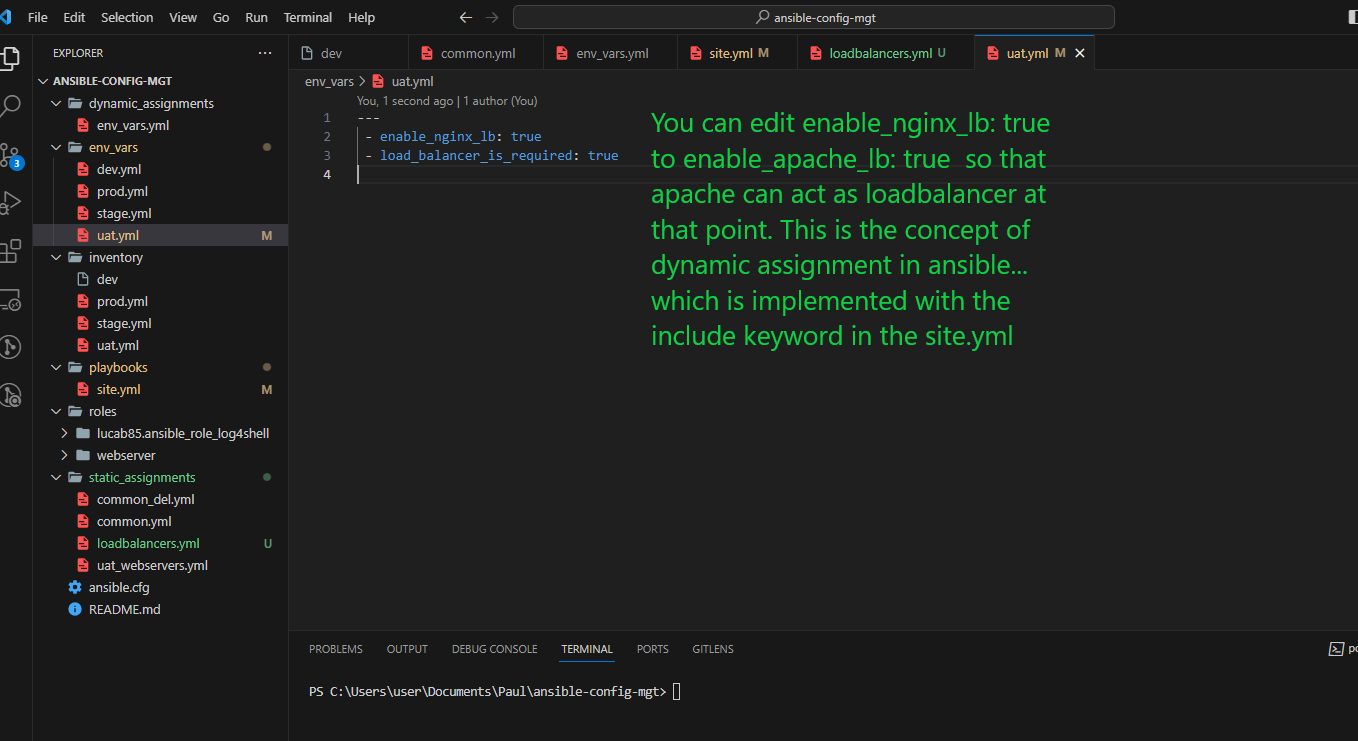 File Edit Selection View Go Run Terminal Help
ansible-config-mgt
EXPLORER
ANSIBLE-CONFIG-MGT
dynamic_assignments
env_vars.yml
env_vars
dev.yml
prod.yml
stage.yml
uat.yml M
inventory
dev
prod.yml
stage.yml
uat.yml
playbooks
site.yml M
roles
lucab85.ansible_role_log4shell
webserver
static_assignments
common_del.yml
common.yml
loadbalancers.yml U
uat_webservers.yml
ansible.cfg
README.md
3
dev common.yml env_vars.yml site.yml M loadbalancers.yml U uat.yml M
env_vars > uat.yml
You, 1 second ago | 1 author (You)
1 ---
2 - enable_nginx_lb: true
3 - load_balancer_is_required: true
4
You can edit enable_nginx_lb: true
to enable_apache_lb: true so that
apache can act as loadbalancer at
that point. This is the concept of
dynamic assignment in ansible...
which is implemented with the
include keyword in the site.yml
PROBLEMS OUTPUT DEBUG CONSOLE TERMINAL PORTS GITLENS
PS C:\Users\user\Documents\Paul\ansible-config-mgt>